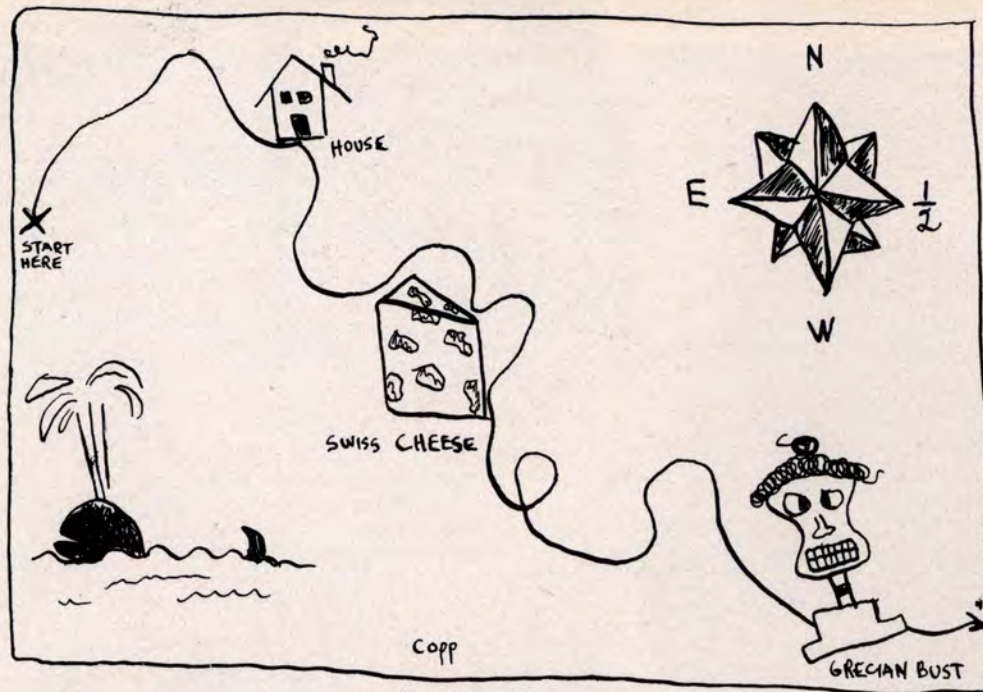 HOUSE
N
E
1/2
W
START
HERE
SWISS CHEESE
Copp
GRECIAN BUST